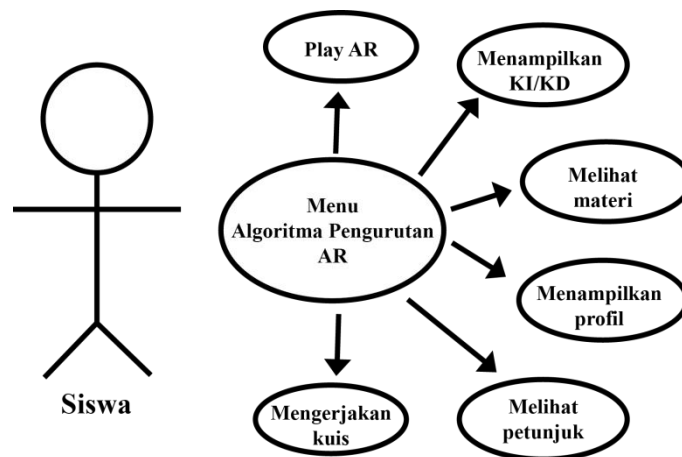 Play AR
Menampilkan
KI/KD
Melihat
materi
Menu
Algoritma Pengurutan
AR
Menampilkan
profil
Siswa
Mengerjakan
kuis
Melihat
petunjuk